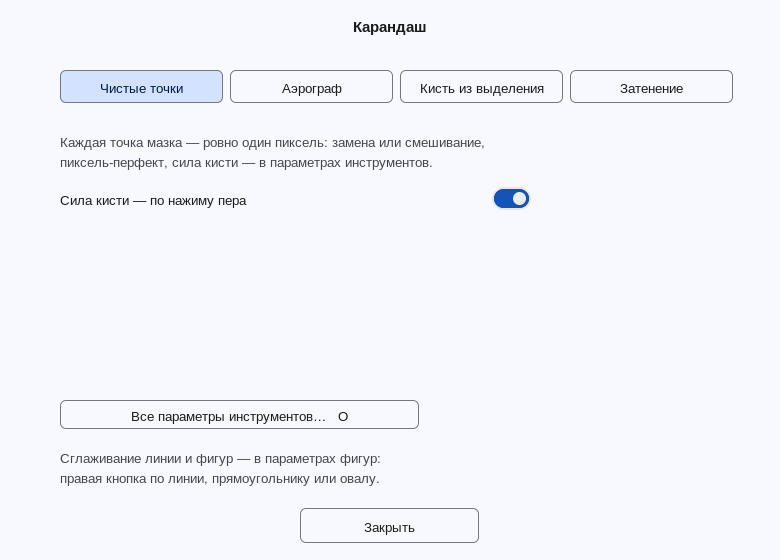 Карандаш
Чистые точки
Аэрограф
Кисть из выделения
Затенение
Каждая точка мазка — ровно один пиксель: замена или смешивание,
пиксель-перфект, сила кисти — в параметрах инструментов.
Сила кисти — по нажиму пера
Все параметры инструментов… O
Сглаживание линии и фигур — в параметрах фигур:
правая кнопка по линии, прямоугольнику или овалу.
Закрыть